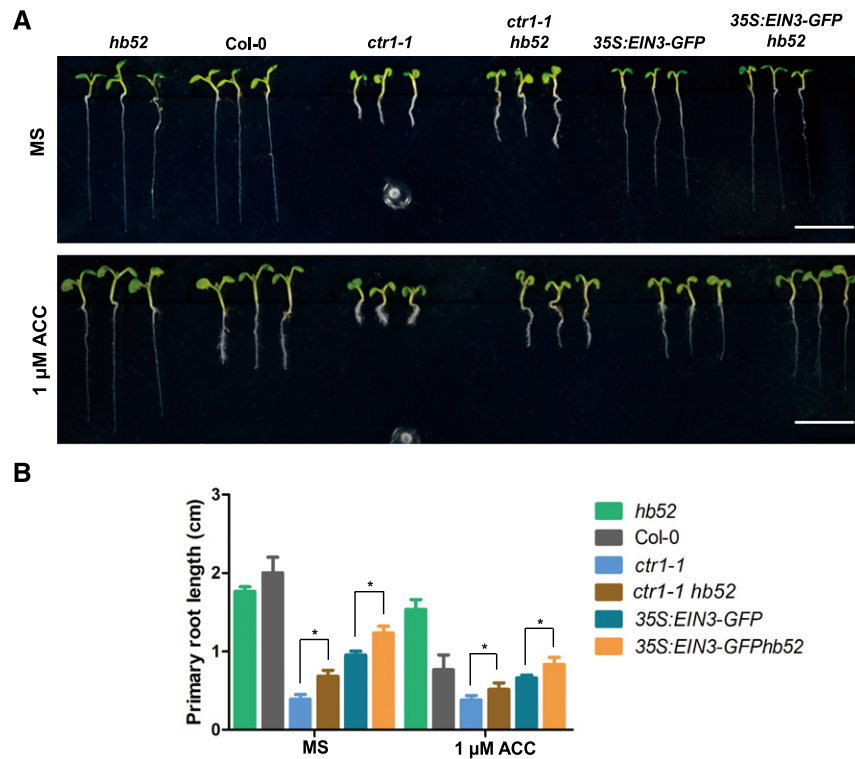 A
hb52
Col-0
ctr1-1
ctr1-1
hb52
35S:EIN3-GFP
35S:EIN3-GFP
hb52
MS
1 µM ACC
B
Primary root length (cm)
3
2
1
0
*
*
*
*
MS
1 µM ACC
hb52
Col-0
ctr1-1
ctr1-1 hb52
35S:EIN3-GFP
35S:EIN3-GFPhb52